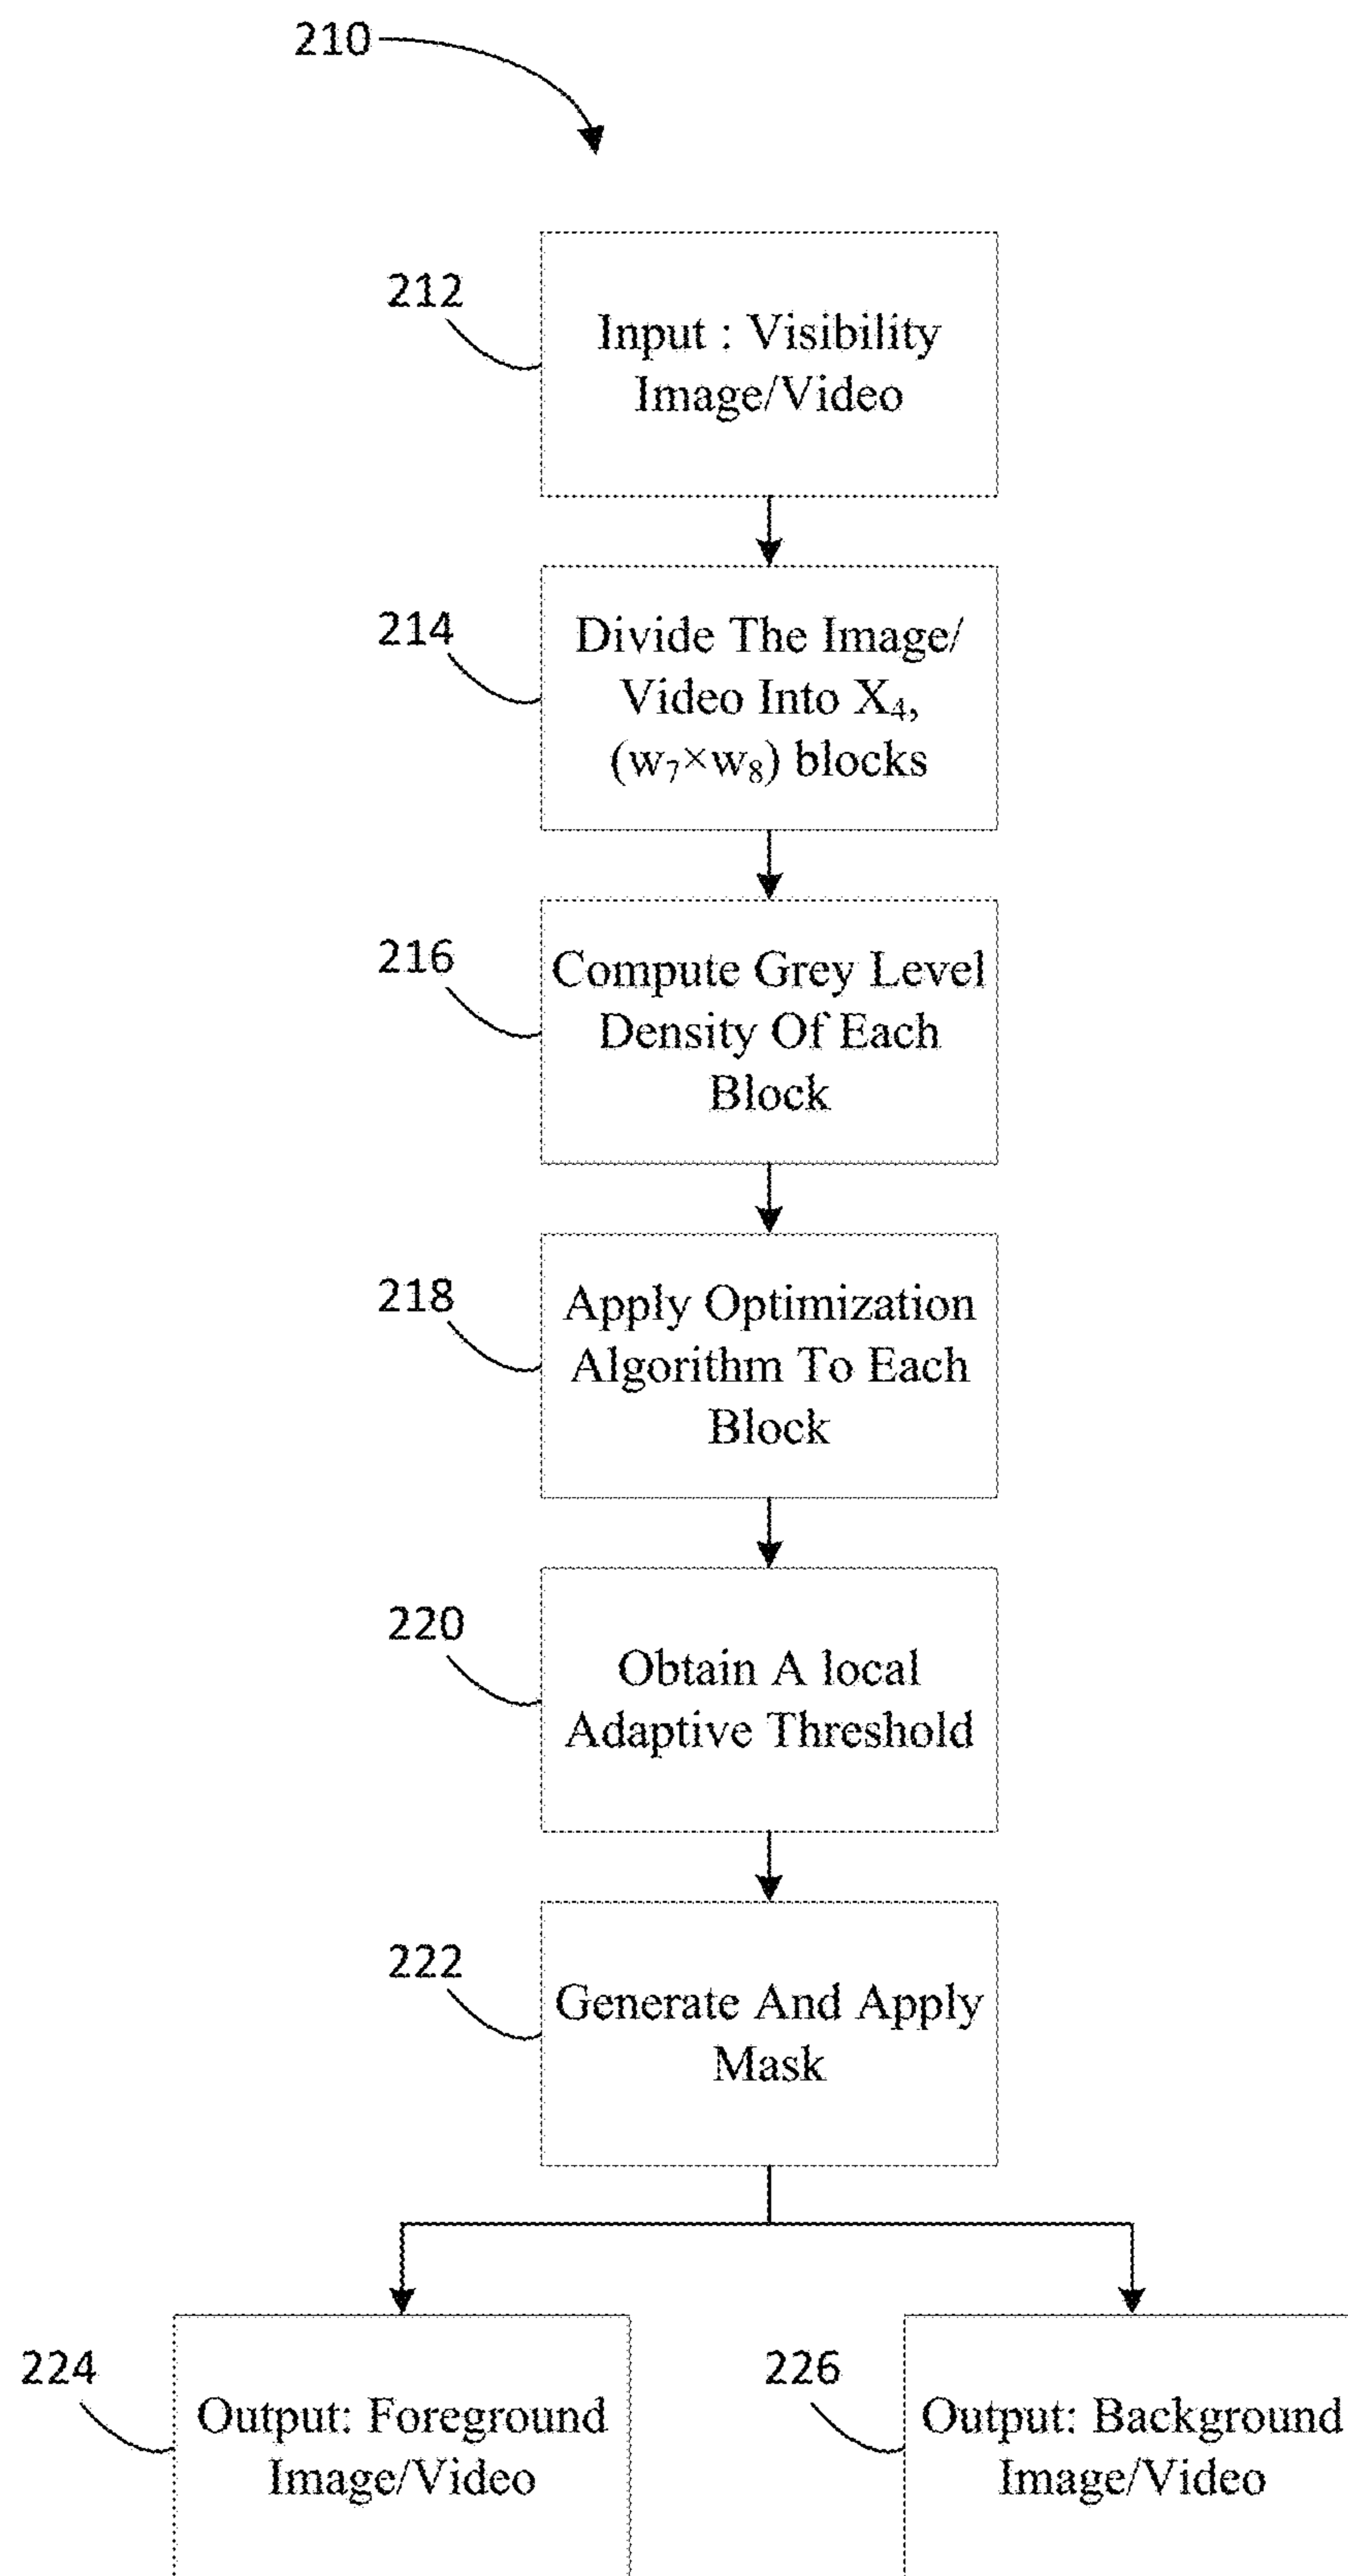 210
212
Input : Visibility
Image/Video
214
Divide The Image/
Video Into X₄,
(w₇×w₈) blocks
216
Compute Grey Level
Density Of Each
Block
218
Apply Optimization
Algorithm To Each
Block
220
Obtain A local
Adaptive Threshold
222
Generate And Apply
Mask
224
Output: Foreground
Image/Video
226
Output: Background
Image/Video